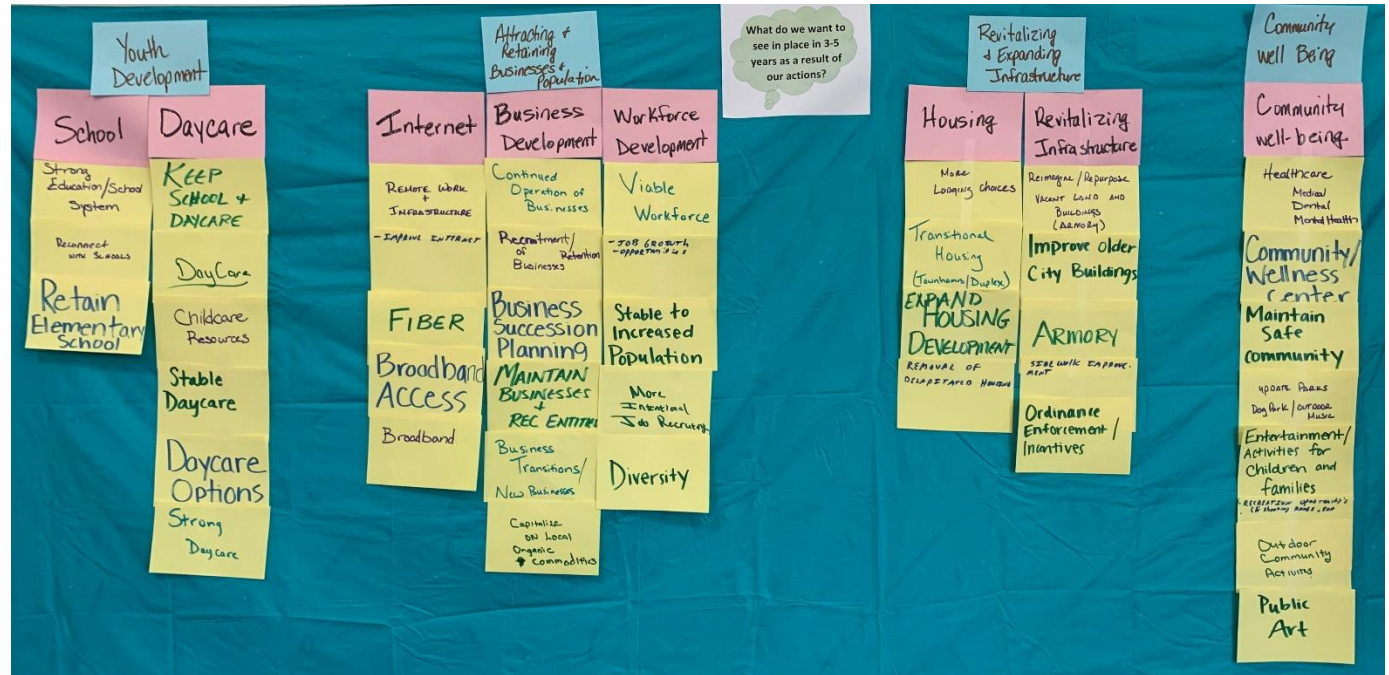 Youth
Development
School
Strong
Education/School
System
Reconnect
with Schools
Retain
Elementary
School
Daycare
KEEP
SCHOOL +
DAYCARE
DayCare
Childcare
Resources
Stable
Daycare
Daycare
Options
Strong
Daycare
Attracting &
Retaining
Businesses &
Population
Internet
REMOTE WORK
+
INFRASTRUCTURE
- IMPROVE INTERNET
FIBER
Broadband
ACCESS
Broadband
Business
Development
Continued
Operation of
Businesses
Recruitment/
Retention
of
Businesses
Business
Succession
Planning
MAINTAIN
BUSINESSES
+
REC ENTITIES
Business
Transitions/
New Businesses
Capitalize
on Local
Organic
commodities
Workforce
Development
Viable
Workforce
- JOB GROWTH
- OPPORTUNITIES
Stable to
Increased
Population
More
Intentional
Job Recruiting
Diversity
What do we want to
see in place in 3-5
years as a result of
our actions?
Revitalizing
& Expanding
Infrastructure
Housing
More
Lodging choices
Transitional
Housing
(Townhomes/Duplex)
EXPAND
HOUSING
DEVELOPMENT
REMOVAL OF
DELAPITATED HOUSING
Revitalizing
Infrastructure
Reimagine/Repurpose
VACANT LAND AND
BUILDINGS
(ARMORY)
Improve older
City Buildings
ARMORY
SIDEWALK IMPROVE-
MENT
Ordinance
Enforcement/
Incentives
Community
Well Being
Community
well-being
Healthcare
Medical
Dental
Mental Health
Community/
Wellness
Center
Maintain
Safe
community
UPDATE PARKS
Dog Park/OUTDOOR
Music
Entertainment/
Activities for
Children and
families
RECREATION
Outdoor
Community
Activities
Public
Art